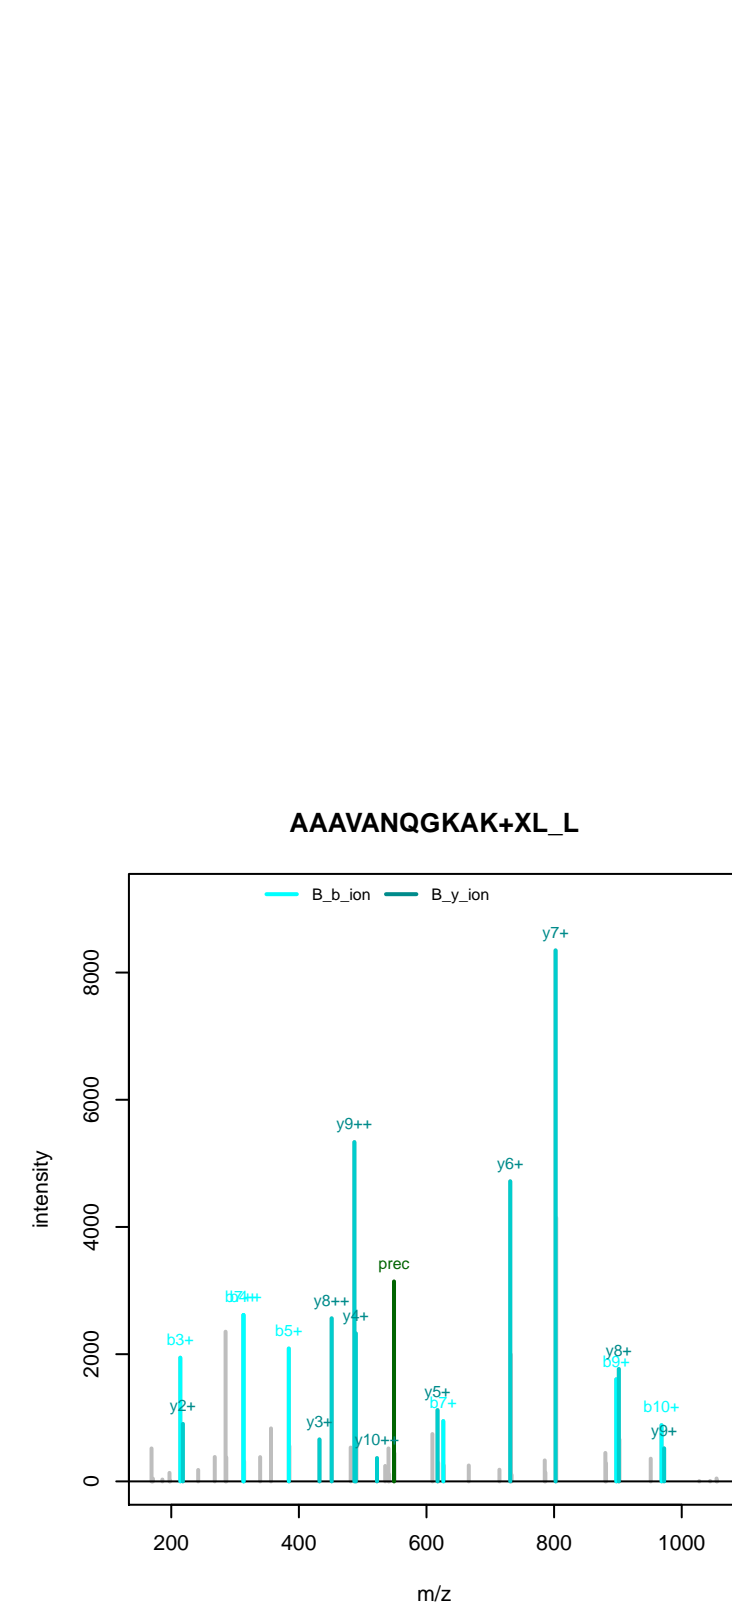 AAAVANQGKAK+XL_L
B_b_ion B_y_ion
y7+
y9++
y6+
prec
y8++
y4+
b3+
b5+
y8+
b9+
y5+
b7+
b10+
y2+
y3+
y10++
y9+
intensity
0 2000 4000 6000 8000
200 400 600 800 1000
m/z